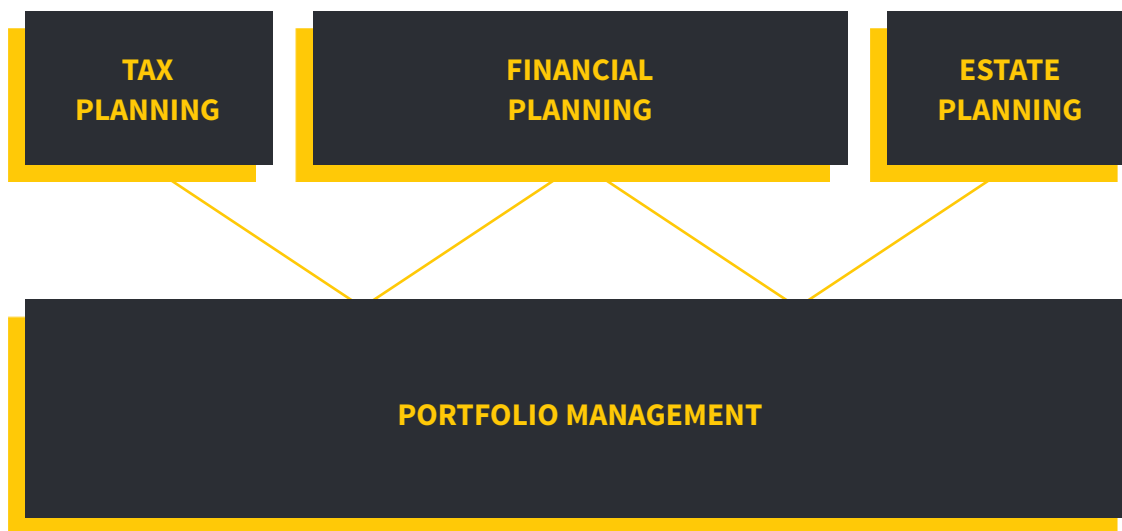 TAX
PLANNING
FINANCIAL
PLANNING
ESTATE
PLANNING
PORTFOLIO MANAGEMENT